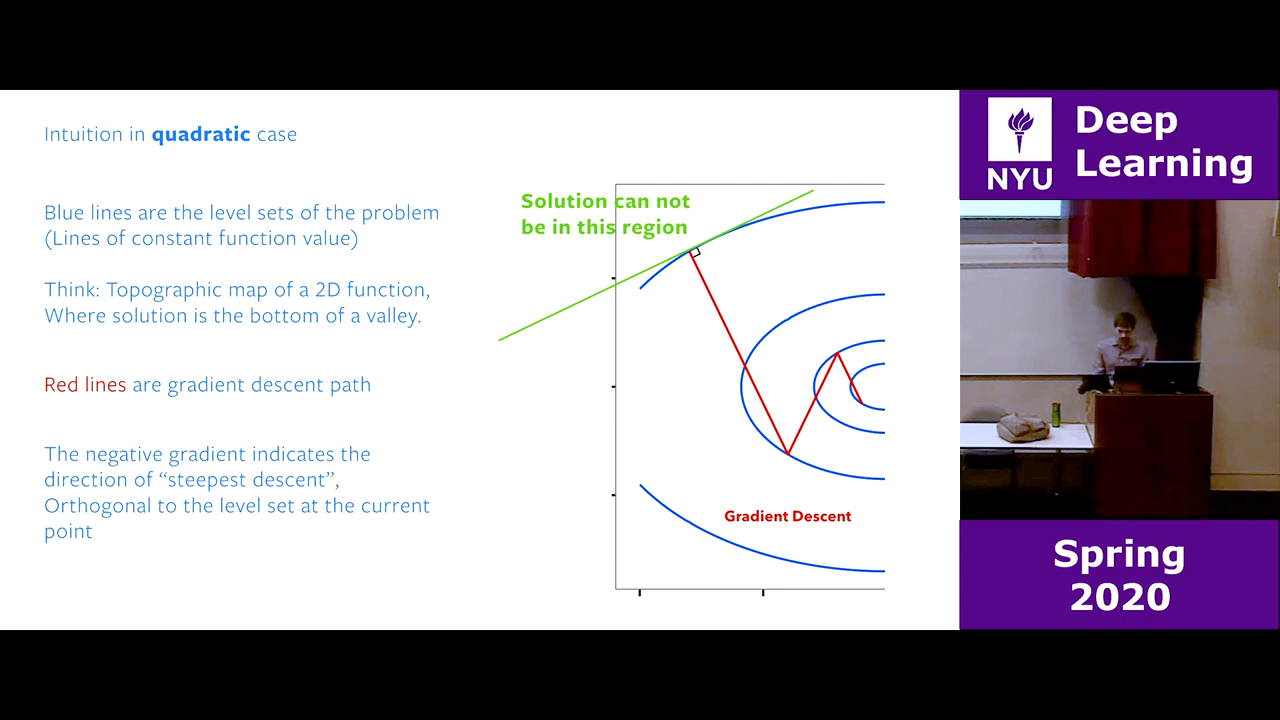 Intuition in quadratic case
Blue lines are the level sets of the problem
(Lines of constant function value)
Think: Topographic map of a 2D function,
Where solution is the bottom of a valley.
Red lines are gradient descent path
The negative gradient indicates the
direction of “steepest descent”,
Orthogonal to the level set at the current
point
Solution can not
be in this region
Gradient Descent
NYU
Deep
Learning
Spring
2020